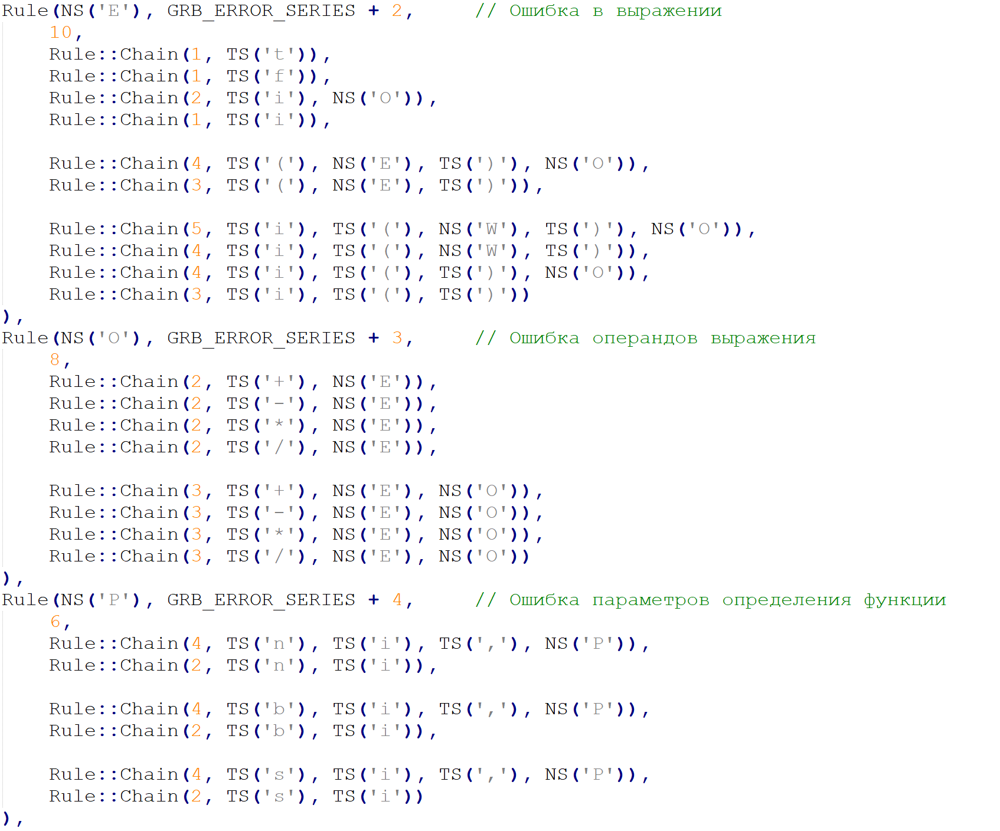 Rule(NS('E'), GRB_ERROR_SERIES + 2,     // Ошибка в выражении
    10,
    Rule::Chain(1, TS('t')),
    Rule::Chain(1, TS('f')),
    Rule::Chain(2, TS('i'), NS('O')),
    Rule::Chain(1, TS('i')),

    Rule::Chain(4, TS('('), NS('E'), TS(')'), NS('O')),
    Rule::Chain(3, TS('('), NS('E'), TS(')')),

    Rule::Chain(5, TS('i'), TS('('), NS('W'), TS(')'), NS('O')),
    Rule::Chain(4, TS('i'), TS('('), NS('W'), TS(')')),
    Rule::Chain(4, TS('i'), TS('('), TS(')'), NS('O')),
    Rule::Chain(3, TS('i'), TS('('), TS(')'))
),
Rule(NS('O'), GRB_ERROR_SERIES + 3,     // Ошибка операндов выражения
    8,
    Rule::Chain(2, TS('+'), NS('E')),
    Rule::Chain(2, TS('-'), NS('E')),
    Rule::Chain(2, TS('*'), NS('E')),
    Rule::Chain(2, TS('/'), NS('E')),

    Rule::Chain(3, TS('+'), NS('E'), NS('O')),
    Rule::Chain(3, TS('-'), NS('E'), NS('O')),
    Rule::Chain(3, TS('*'), NS('E'), NS('O')),
    Rule::Chain(3, TS('/'), NS('E'), NS('O'))
),
Rule(NS('P'), GRB_ERROR_SERIES + 4,     // Ошибка параметров определения функции
    6,
    Rule::Chain(4, TS('n'), TS('i'), TS(','), NS('P')),
    Rule::Chain(2, TS('n'), TS('i')),

    Rule::Chain(4, TS('b'), TS('i'), TS(','), NS('P')),
    Rule::Chain(2, TS('b'), TS('i')),

    Rule::Chain(4, TS('s'), TS('i'), TS(','), NS('P')),
    Rule::Chain(2, TS('s'), TS('i'))
),